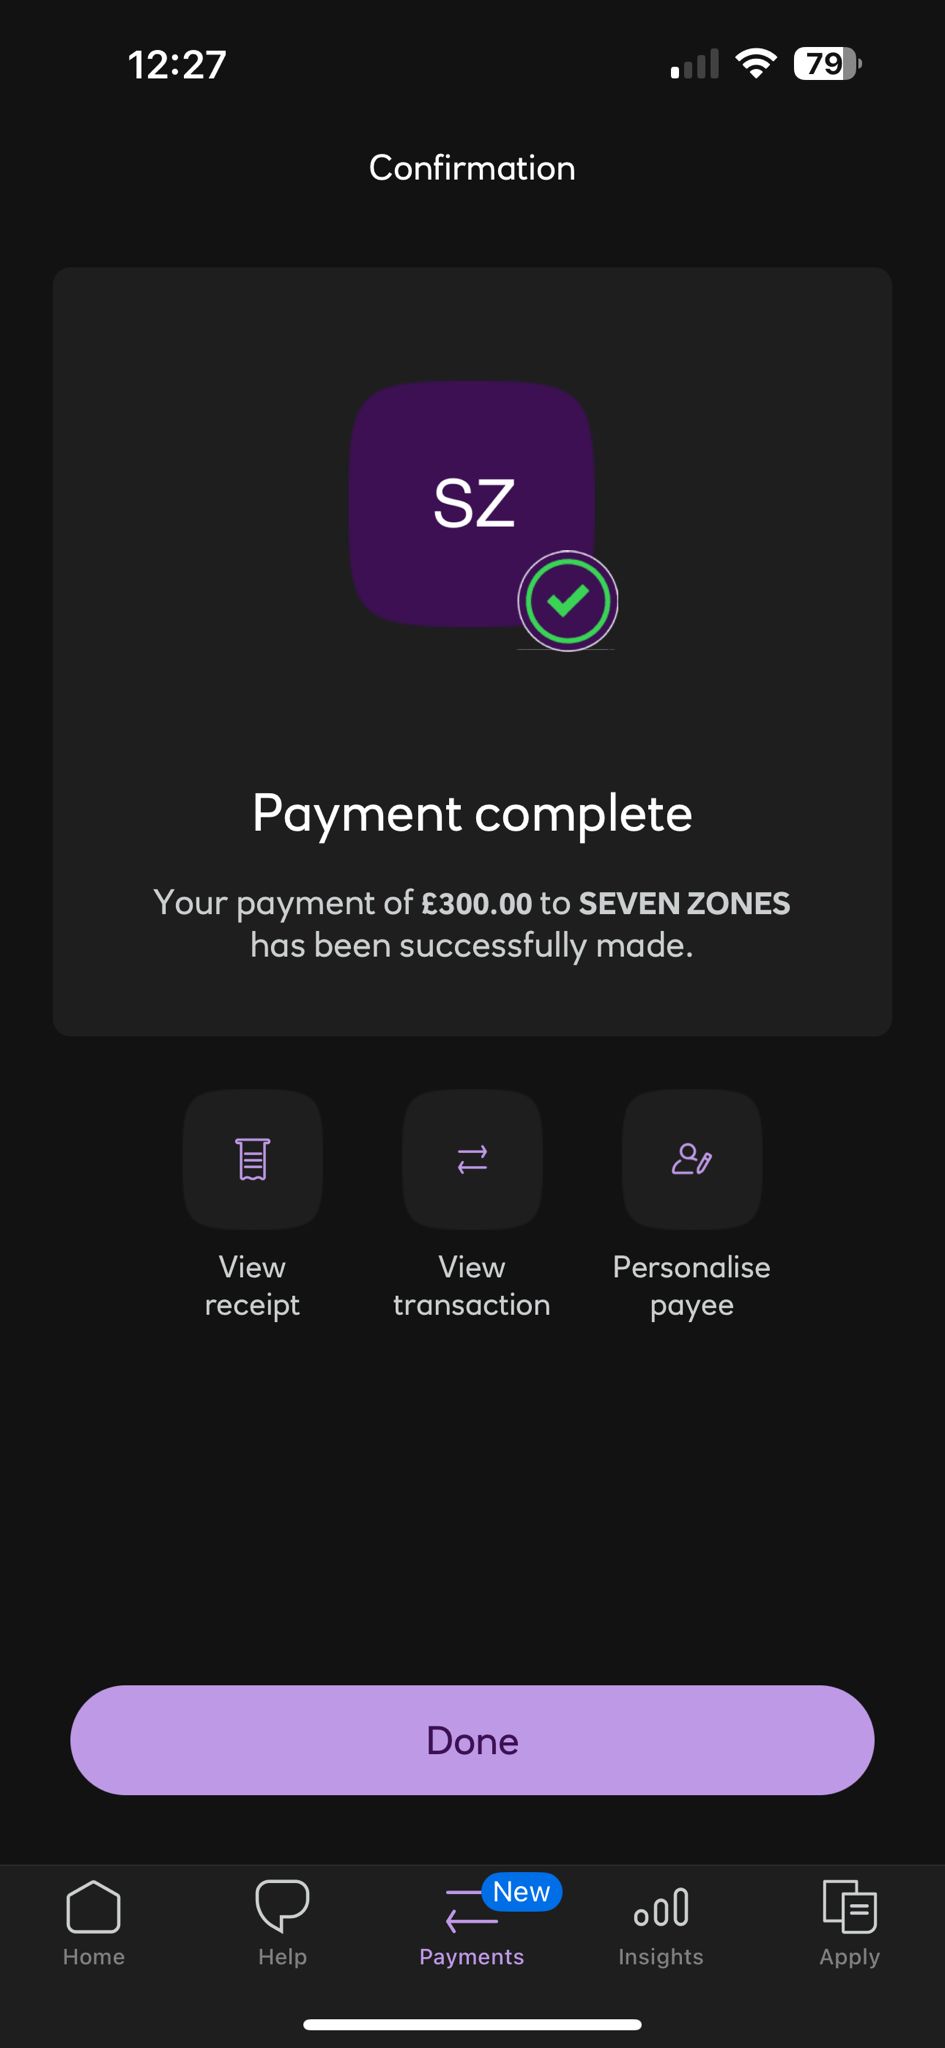 12:27
79
Confirmation
SZ
Payment complete
Your payment of £300.00 to SEVEN ZONES
has been successfully made.
View
receipt
View
transaction
Personalise
payee
Done
New
Home
Help
Payments
Insights
Apply